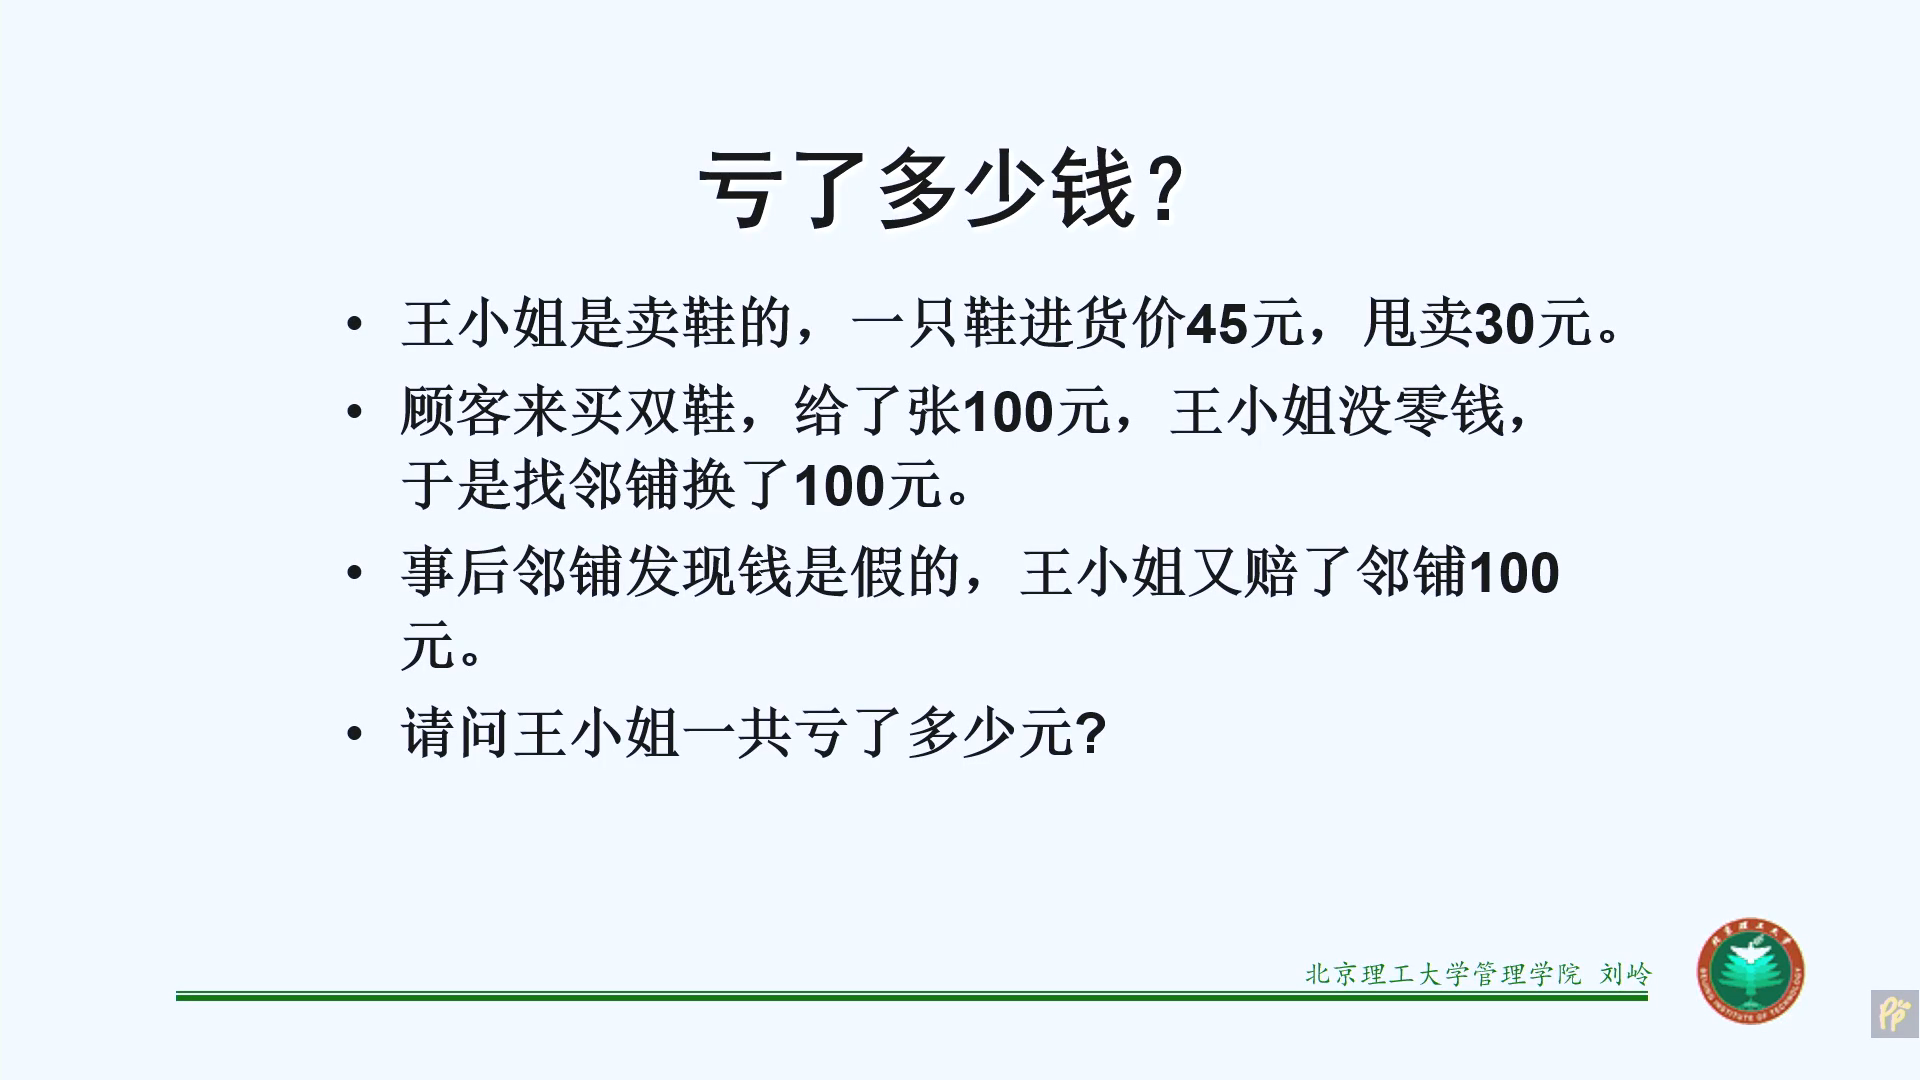 亏了多少钱?
• 王小姐是卖鞋的，一只鞋进货价45元，甩卖30元。
• 顾客来买双鞋，给了张100元，王小姐没零钱，
于是找邻铺换了100元。
• 事后邻铺发现钱是假的，王小姐又赔了邻铺100
元。
• 请问王小姐一共亏了多少元?
北京理工大学管理学院 刘岭
北京理工大学
BEIJING INSTITUTE OF TECHNOLOGY